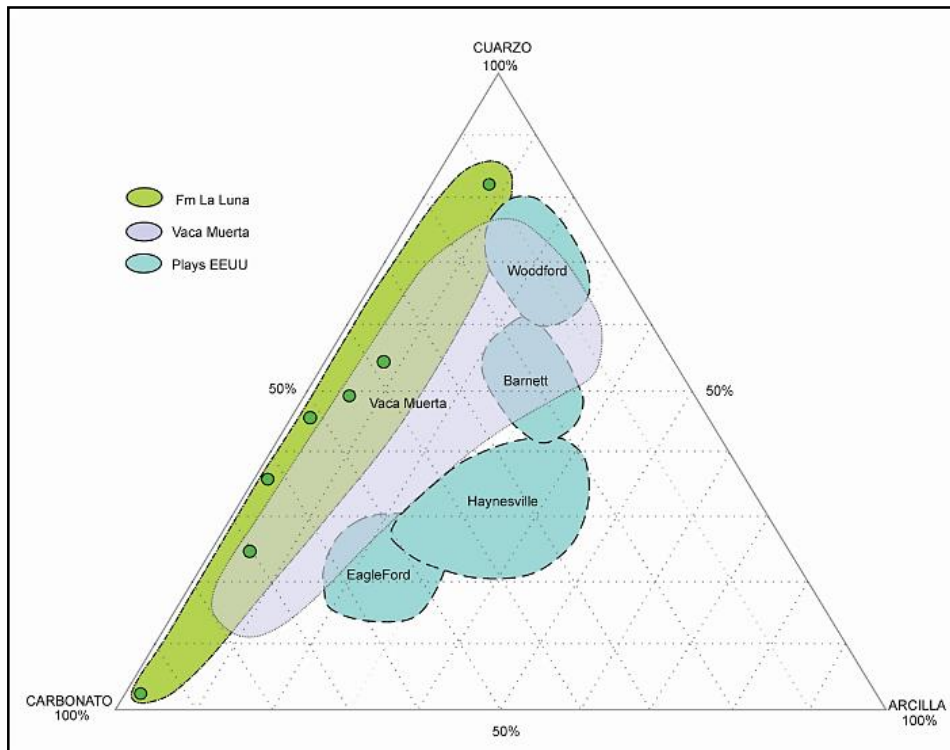 CUARZO
100%
Fm La Luna
Vaca Muerta
Plays EEUU
Woodford
Barnett
50%
Vaca Muerta
50%
Haynesville
EagleFord
CARBONATO
100%
ARCILLA
100%
50%